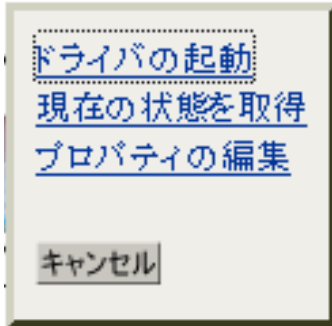 ドライバの起動
現在の状態を取得
プロパティの編集
キャンセル